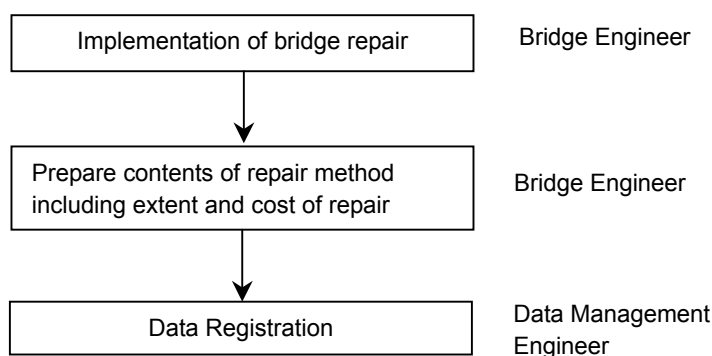 Implementation of bridge repair
Bridge Engineer
Prepare contents of repair method
including extent and cost of repair
Bridge Engineer
Data Registration
Data Management
Engineer